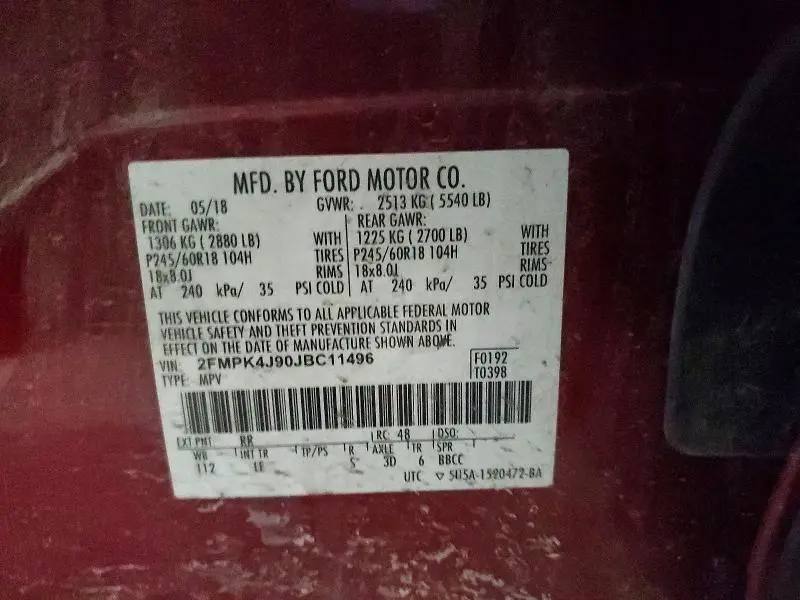 MFD. BY FORD MOTOR CO.
DATE: 05/18 GVWR: 2513 KG ( 5540 LB)
FRONT GAWR: REAR GAWR:
1306 KG ( 2880 LB) WITH 1225 KG ( 2700 LB) WITH
P245/60R18 104H TIRES P245/60R18 104H TIRES
18x8.0J RIMS 18x8.0J RIMS
AT 240 kPa/ 35 PSI COLD AT 240 kPa/ 35 PSI COLD
THIS VEHICLE CONFORMS TO ALL APPLICABLE FEDERAL MOTOR
VEHICLE SAFETY AND THEFT PREVENTION STANDARDS IN
EFFECT ON THE DATE OF MANUFACTURE SHOWN ABOVE.
VIN: 2FMPK4J90JBC11496 F0192
TYPE: MPV T0398
EXT PNT: RR RC: 48 DSO:
WB INT TR TP/PS R AXLE TR SPR
112 LE S 3D 6 BBCC
UTC 5U5A-1520472-BA